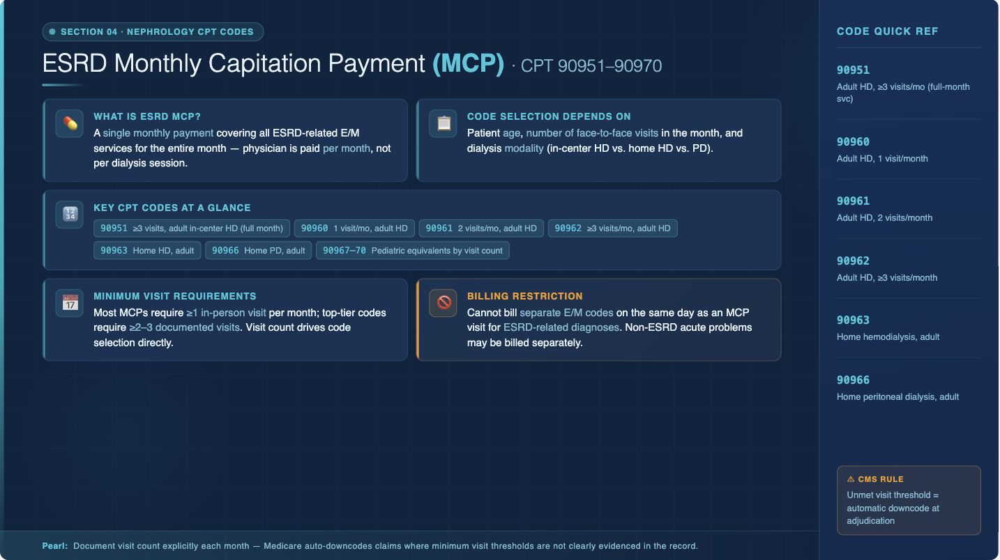 SECTION 04 · NEPHROLOGY CPT CODES
ESRD Monthly Capitation Payment (MCP) · CPT 90951–90970
WHAT IS ESRD MCP?
A single monthly payment covering all ESRD-related E/M
services for the entire month — physician is paid per month, not
per dialysis session.
CODE SELECTION DEPENDS ON
Patient age, number of face-to-face visits in the month, and
dialysis modality (in-center HD vs. home HD vs. PD).
KEY CPT CODES AT A GLANCE
90951 ≥3 visits, adult in-center HD (full month)
90960 1 visit/mo, adult HD
90961 2 visits/mo, adult HD
90962 ≥3 visits/mo, adult HD
90963 Home HD, adult
90966 Home PD, adult
90967–70 Pediatric equivalents by visit count
MINIMUM VISIT REQUIREMENTS
Most MCPs require ≥1 in-person visit per month; top-tier codes
require ≥2–3 documented visits. Visit count drives code
selection directly.
BILLING RESTRICTION
Cannot bill separate E/M codes on the same day as an MCP
visit for ESRD-related diagnoses. Non-ESRD acute problems
may be billed separately.
Pearl: Document visit count explicitly each month — Medicare auto-downcodes claims where minimum visit thresholds are not clearly evidenced in the record.
CODE QUICK REF
90951
Adult HD, ≥3 visits/mo (full-month
svc)
90960
Adult HD, 1 visit/month
90961
Adult HD, 2 visits/month
90962
Adult HD, ≥3 visits/month
90963
Home hemodialysis, adult
90966
Home peritoneal dialysis, adult
⚠ CMS RULE
Unmet visit threshold =
automatic downcode at
adjudication